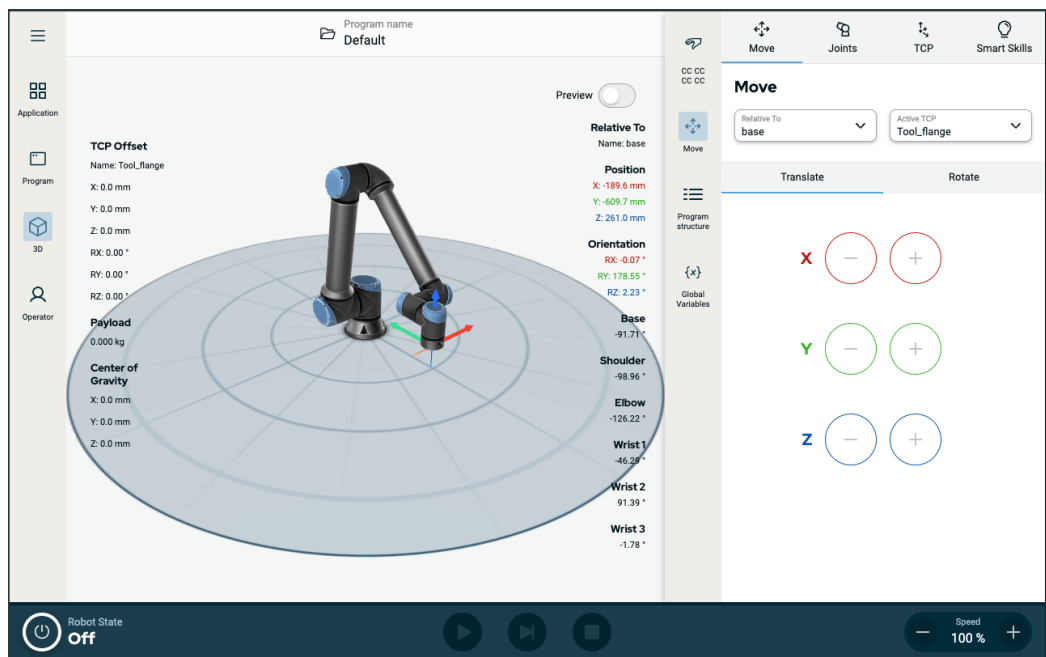 Program name
Default
Application
Program
3D
Operator
TCP Offset
Name: Tool_flange
X: 0.0 mm
Y: 0.0 mm
Z: 0.0 mm
RX: 0.00 °
RY: 0.00 °
RZ: 0.00 °
Payload
0.000 kg
Center of
Gravity
X: 0.0 mm
Y: 0.0 mm
Z: 0.0 mm
Preview
Relative To
Name: base
Position
X: -189.6 mm
Y: -609.7 mm
Z: 261.0 mm
Orientation
RX: -0.07 °
RY: 178.55 °
RZ: 2.23 °
Base
-91.71 °
Shoulder
-98.96 °
Elbow
-126.22 °
Wrist 1
-46.29 °
Wrist 2
91.39 °
Wrist 3
-1.78 °
CC CC
CC CC
Move
Program
structure
{x}
Global
Variables
Move
Joints
TCP
Smart Skills
Move
Relative To
base
Active TCP
Tool_flange
Translate
Rotate
X
Y
Z
Robot State
Off
Speed
100 %